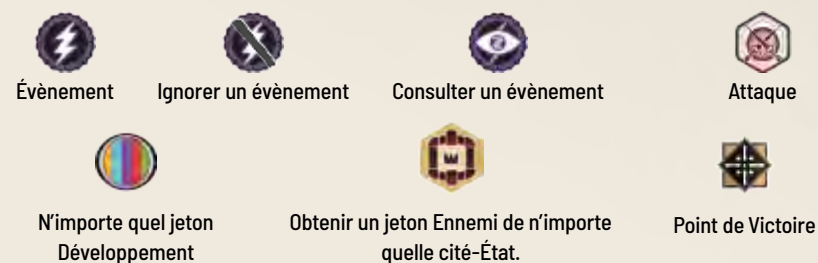 Évènement
Ignorer un évènement
Consulter un évènement
Attaque
N'importe quel jeton
Développement
Obtenir un jeton Ennemi de n'importe
quelle cité-État.
Point de Victoire